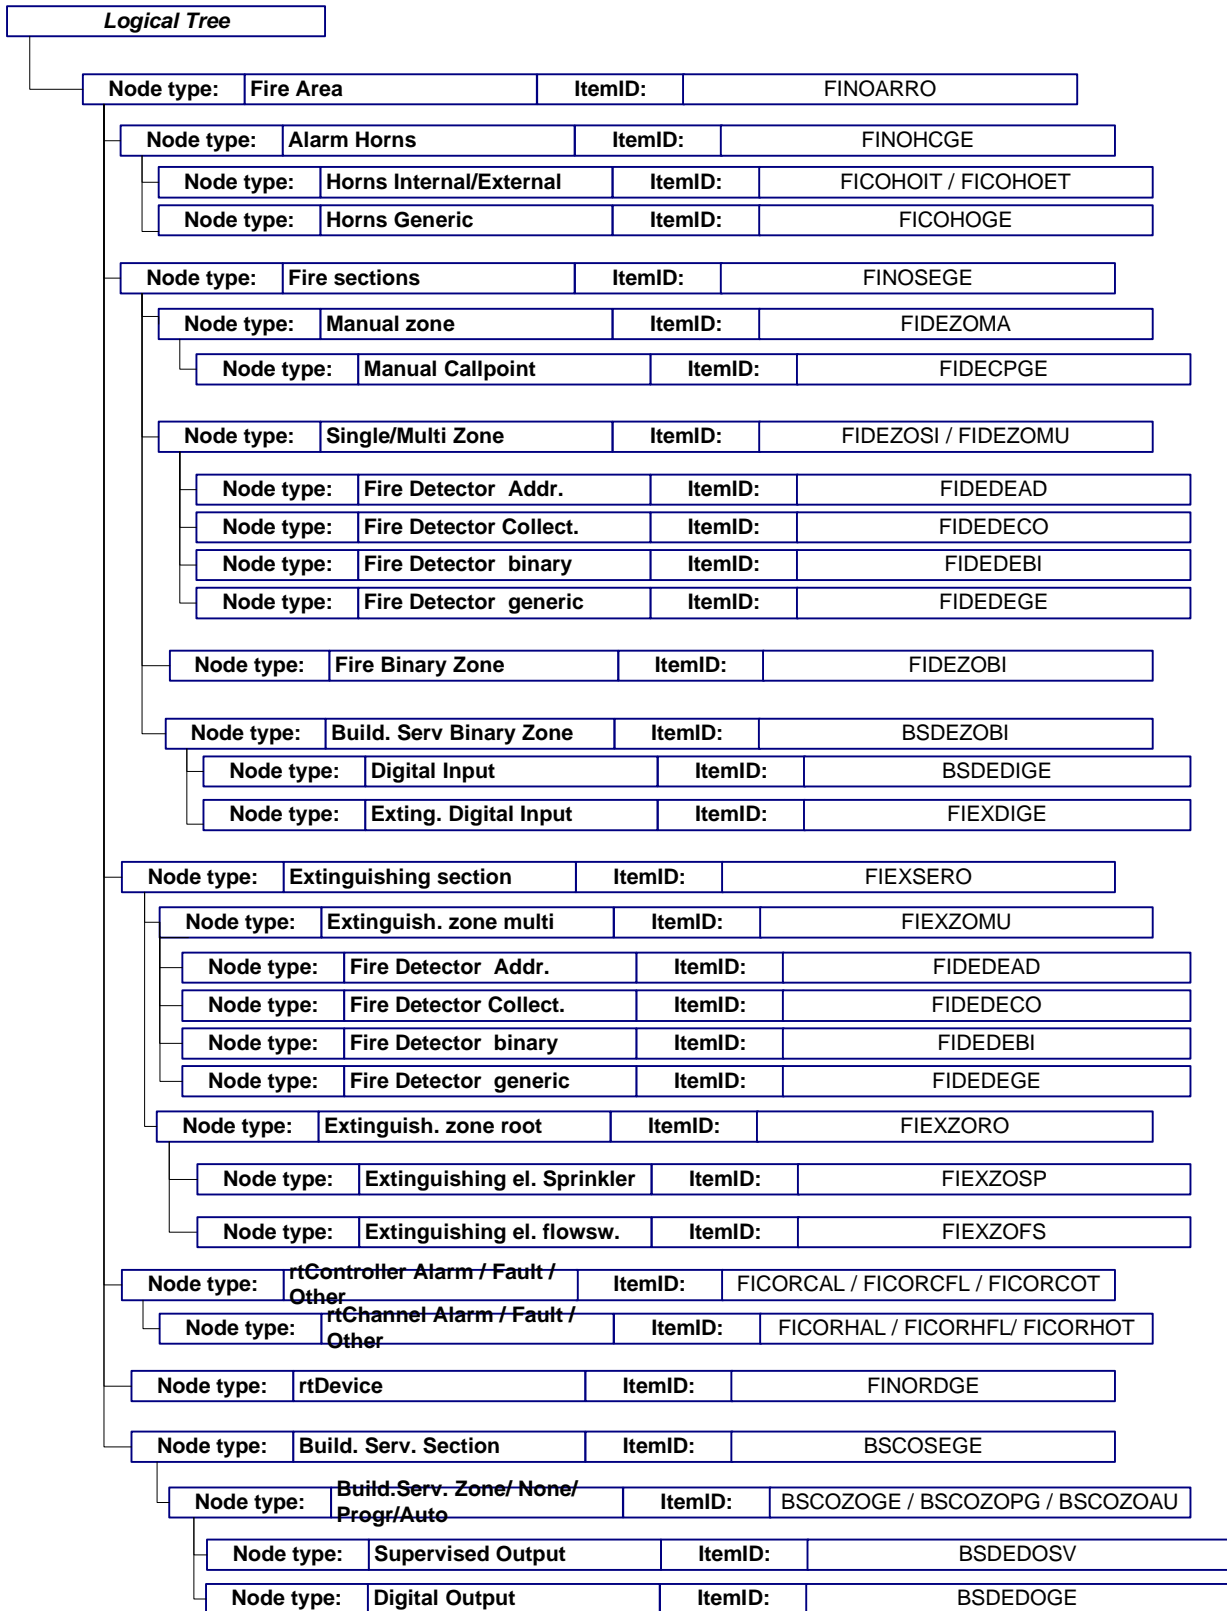 Logical Tree
Node type: Fire Area ItemID: FINOARRO
Node type: Alarm Horns ItemID: FINOHCGE
Node type: Horns Internal/External ItemID: FICOHOIT / FICOHOET
Node type: Horns Generic ItemID: FICOHOGE
Node type: Fire sections ItemID: FINOSEGE
Node type: Manual zone ItemID: FIDEZOMA
Node type: Manual Callpoint ItemID: FIDECPGE
Node type: Single/Multi Zone ItemID: FIDEZOSI / FIDEZOMU
Node type: Fire Detector Addr. ItemID: FIDEDEAD
Node type: Fire Detector Collect. ItemID: FIDEDECO
Node type: Fire Detector binary ItemID: FIDEDEBI
Node type: Fire Detector generic ItemID: FIDEDEGE
Node type: Fire Binary Zone ItemID: FIDEZOBI
Node type: Build. Serv Binary Zone ItemID: BSDEZOBI
Node type: Digital Input ItemID: BSDEDIGE
Node type: Exting. Digital Input ItemID: FIEXDIGE
Node type: Extinguishing section ItemID: FIEXSERO
Node type: Extinguish. zone multi ItemID: FIEXZOMU
Node type: Fire Detector Addr. ItemID: FIDEDEAD
Node type: Fire Detector Collect. ItemID: FIDEDECO
Node type: Fire Detector binary ItemID: FIDEDEBI
Node type: Fire Detector generic ItemID: FIDEDEGE
Node type: Extinguish. zone root ItemID: FIEXZORO
Node type: Extinguishing el. Sprinkler ItemID: FIEXZOSP
Node type: Extinguishing el. flowsw. ItemID: FIEXZOFS
Node type: rtController Alarm / Fault /
Other ItemID: FICORCAL / FICORCFL / FICORCOT
Node type: rtChannel Alarm / Fault /
Other ItemID: FICORHAL / FICORHFL/ FICORHOT
Node type: rtDevice ItemID: FINORDGE
Node type: Build. Serv. Section ItemID: BSCOSEGE
Node type: Build.Serv. Zone/ None/
Progr/Auto ItemID: BSCOZOGE / BSCOZOPG / BSCOZOAU
Node type: Supervised Output ItemID: BSDEDOSV
Node type: Digital Output ItemID: BSDEDOGE